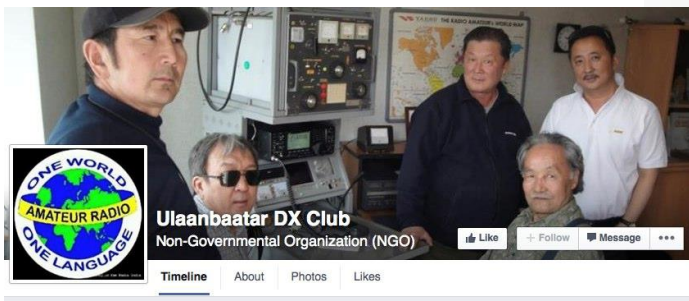 THE RADIO AMATEUR's WORLD MAP
ONE WORLD
AMATEUR RADIO
ONE LANGUAGE
Ulaanbaatar DX Club
Non-Governmental Organization (NGO)
Like
+ Follow
Message
Timeline
About
Photos
Likes